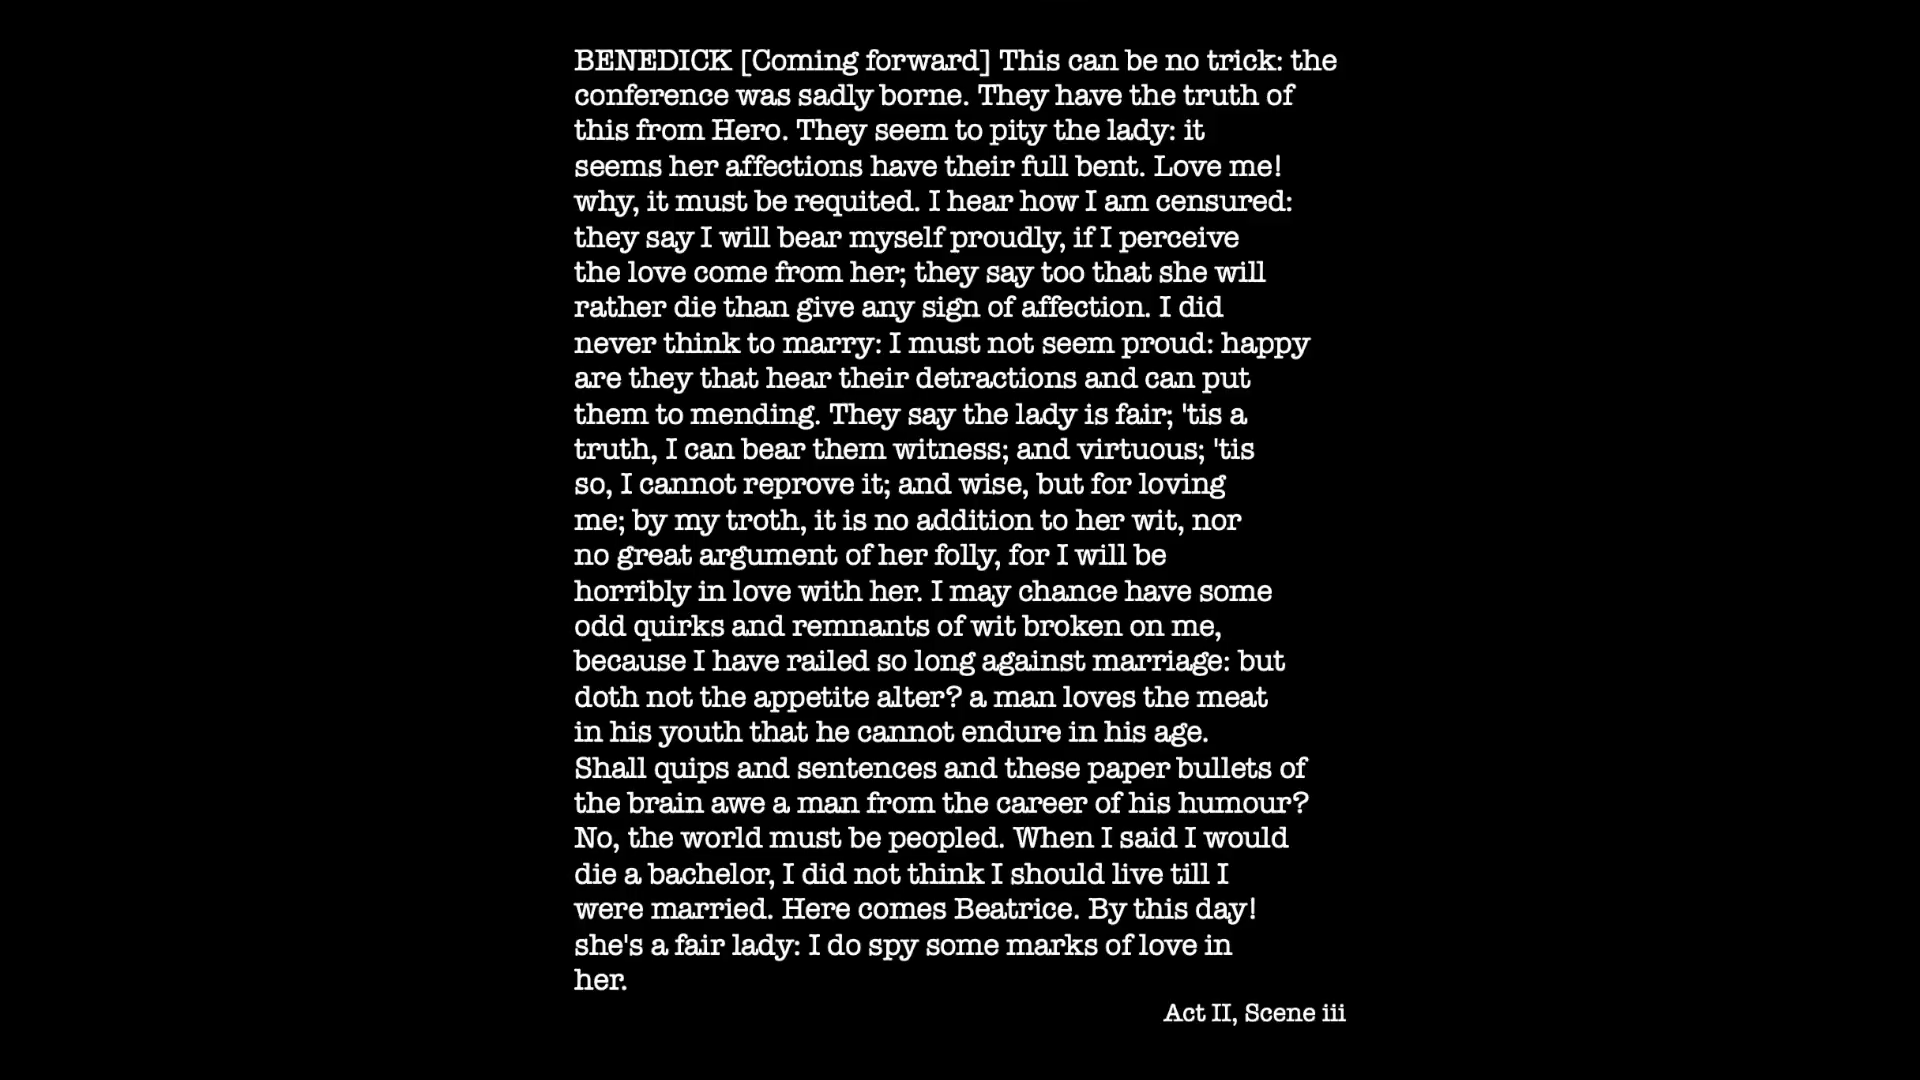 BENEDICK [Coming forward] This can be no trick: the
conference was sadly borne. They have the truth of
this from Hero. They seem to pity the lady: it
seems her affections have their full bent. Love me!
why, it must be requited. I hear how I am censured:
they say I will bear myself proudly, if I perceive
the love come from her; they say too that she will
rather die than give any sign of affection. I did
never think to marry: I must not seem proud: happy
are they that hear their detractions and can put
them to mending. They say the lady is fair; 'tis a
truth, I can bear them witness; and virtuous; 'tis
so, I cannot reprove it; and wise, but for loving
me; by my troth, it is no addition to her wit, nor
no great argument of her folly, for I will be
horribly in love with her. I may chance have some
odd quirks and remnants of wit broken on me,
because I have railed so long against marriage: but
doth not the appetite alter? a man loves the meat
in his youth that he cannot endure in his age.
Shall quips and sentences and these paper bullets of
the brain awe a man from the career of his humour?
No, the world must be peopled. When I said I would
die a bachelor, I did not think I should live till I
were married. Here comes Beatrice. By this day!
she's a fair lady: I do spy some marks of love in
her.
Act II, Scene iii